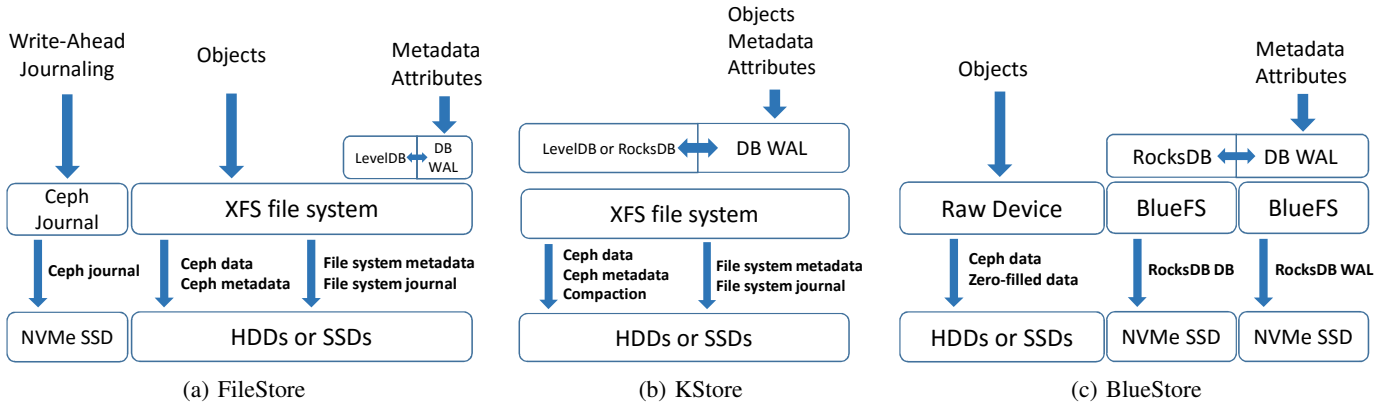 Write-Ahead
Journaling
Objects
Metadata
Attributes
LevelDB
DB
WAL
Ceph
Journal
XFS file system
Ceph journal
Ceph data
Ceph metadata
File system metadata
File system journal
NVMe SSD
HDDs or SSDs
(a) FileStore
Objects
Metadata
Attributes
LevelDB or RocksDB
DB WAL
XFS file system
Ceph data
Ceph metadata
Compaction
File system metadata
File system journal
HDDs or SSDs
(b) KStore
Objects
Metadata
Attributes
RocksDB
DB WAL
Raw Device
BlueFS
BlueFS
Ceph data
Zero-filled data
RocksDB DB
RocksDB WAL
HDDs or SSDs
NVMe SSD
NVMe SSD
(c) BlueStore